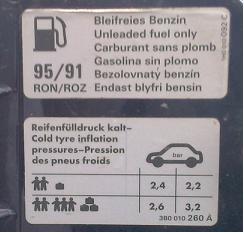 Bleifreies Benzin
Unleaded fuel only
Carburant sans plomb
Gasolina sin plomo
Bezolovnatý benzín
Endast blyfri bensin
95/91
RON/ROZ
092 C
Reifenfülldruck kalt-
Cold tyre inflation
pressures-Pression
des pneus froids
bar
2,4 2,2
2,6 3,2
3B0 010 260 A